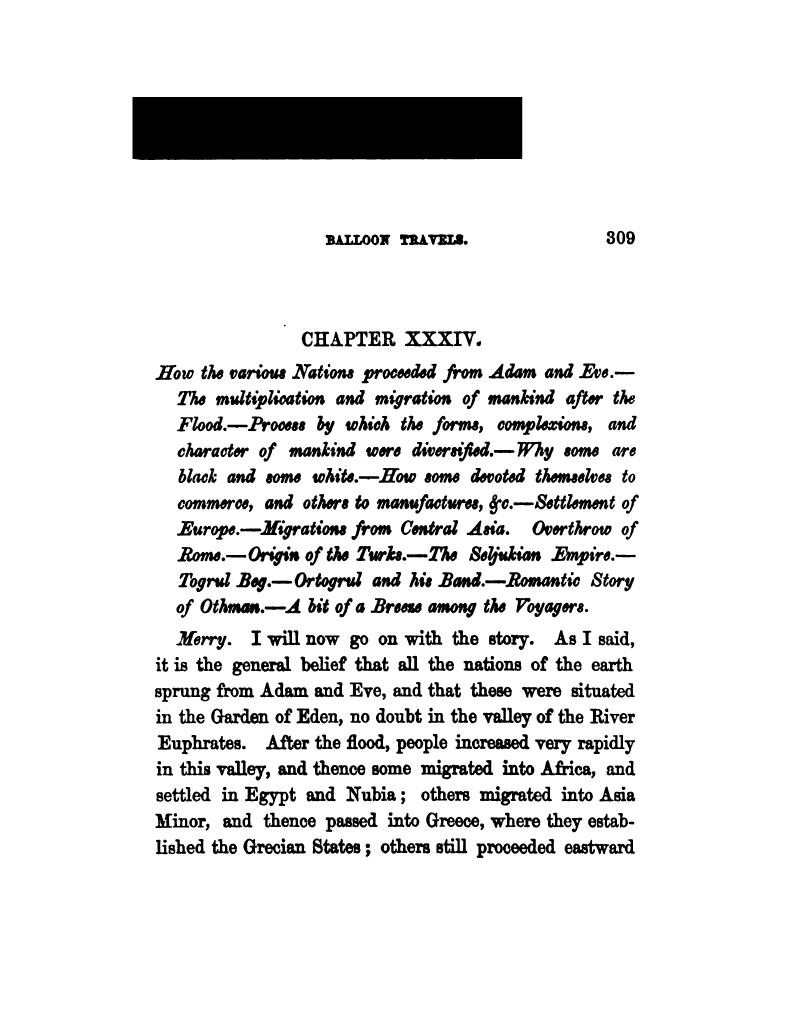 BALLOON TRAVELS. 309
CHAPTER XXXIV.
How the various Nations proceeded from Adam and Eve.—
The multiplication and migration of mankind after the
Flood.—Process by which the forms, complexions, and
character of mankind were diversified.—Why some are
black and some white.—How some devoted themselves to
commerce, and others to manufactures, &c.—Settlement of
Europe.—Migrations from Central Asia. Overthrow of
Rome.—Origin of the Turks.—The Seljukian Empire.—
Togrul Beg.—Ortogrul and his Band.—Romantic Story
of Othman.—A bit of a Breeze among the Voyagers.
Merry. I will now go on with the story. As I said,
it is the general belief that all the nations of the earth
sprung from Adam and Eve, and that these were situated
in the Garden of Eden, no doubt in the valley of the River
Euphrates. After the flood, people increased very rapidly
in this valley, and thence some migrated into Africa, and
settled in Egypt and Nubia; others migrated into Asia
Minor, and thence passed into Greece, where they estab-
lished the Grecian States; others still proceeded eastward